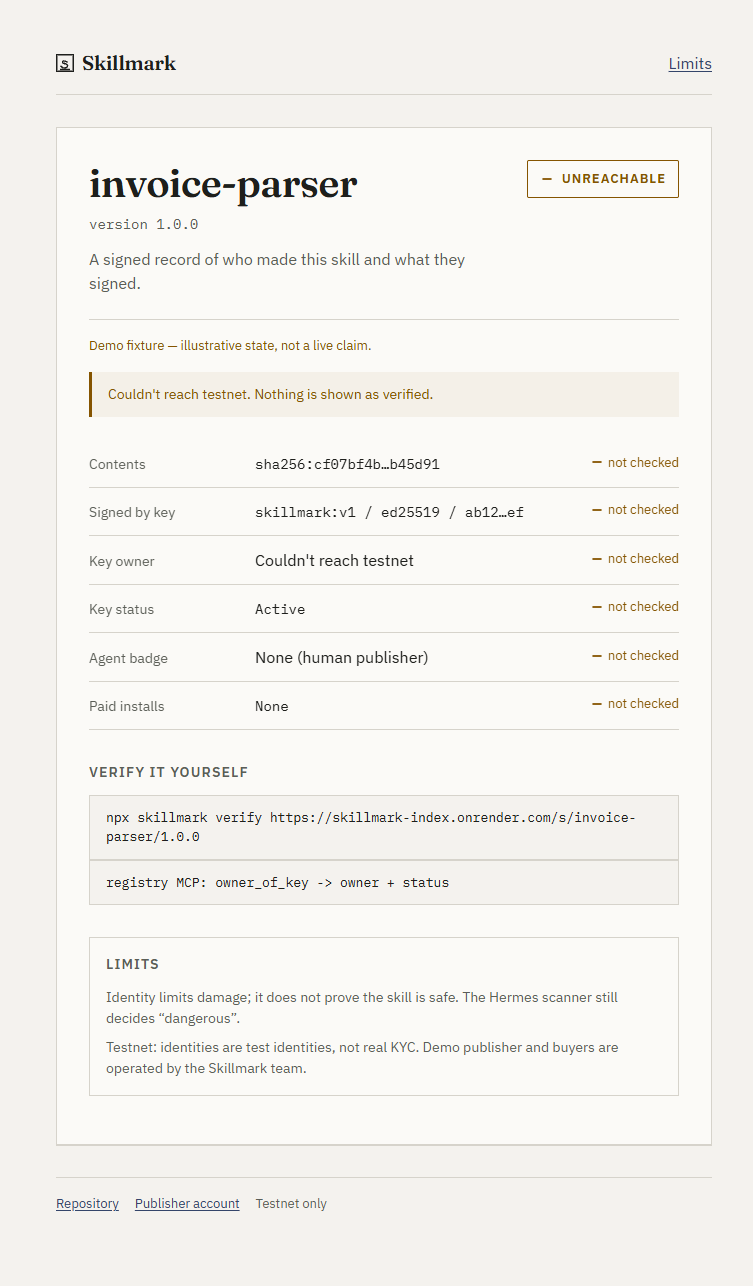 Skillmark
Limits
invoice-parser
— UNREACHABLE
version 1.0.0
A signed record of who made this skill and what they
signed.
Demo fixture — illustrative state, not a live claim.
Couldn't reach testnet. Nothing is shown as verified.
Contents sha256:cf07bf4b…b45d91 — not checked
Signed by key skillmark:v1 / ed25519 / ab12…ef — not checked
Key owner Couldn't reach testnet — not checked
Key status Active — not checked
Agent badge None (human publisher) — not checked
Paid installs None — not checked
VERIFY IT YOURSELF
npx skillmark verify https://skillmark-index.onrender.com/s/invoice-
parser/1.0.0
registry MCP: owner_of_key -> owner + status
LIMITS
Identity limits damage; it does not prove the skill is safe. The Hermes scanner still
decides “dangerous”.
Testnet: identities are test identities, not real KYC. Demo publisher and buyers are
operated by the Skillmark team.
Repository Publisher account Testnet only